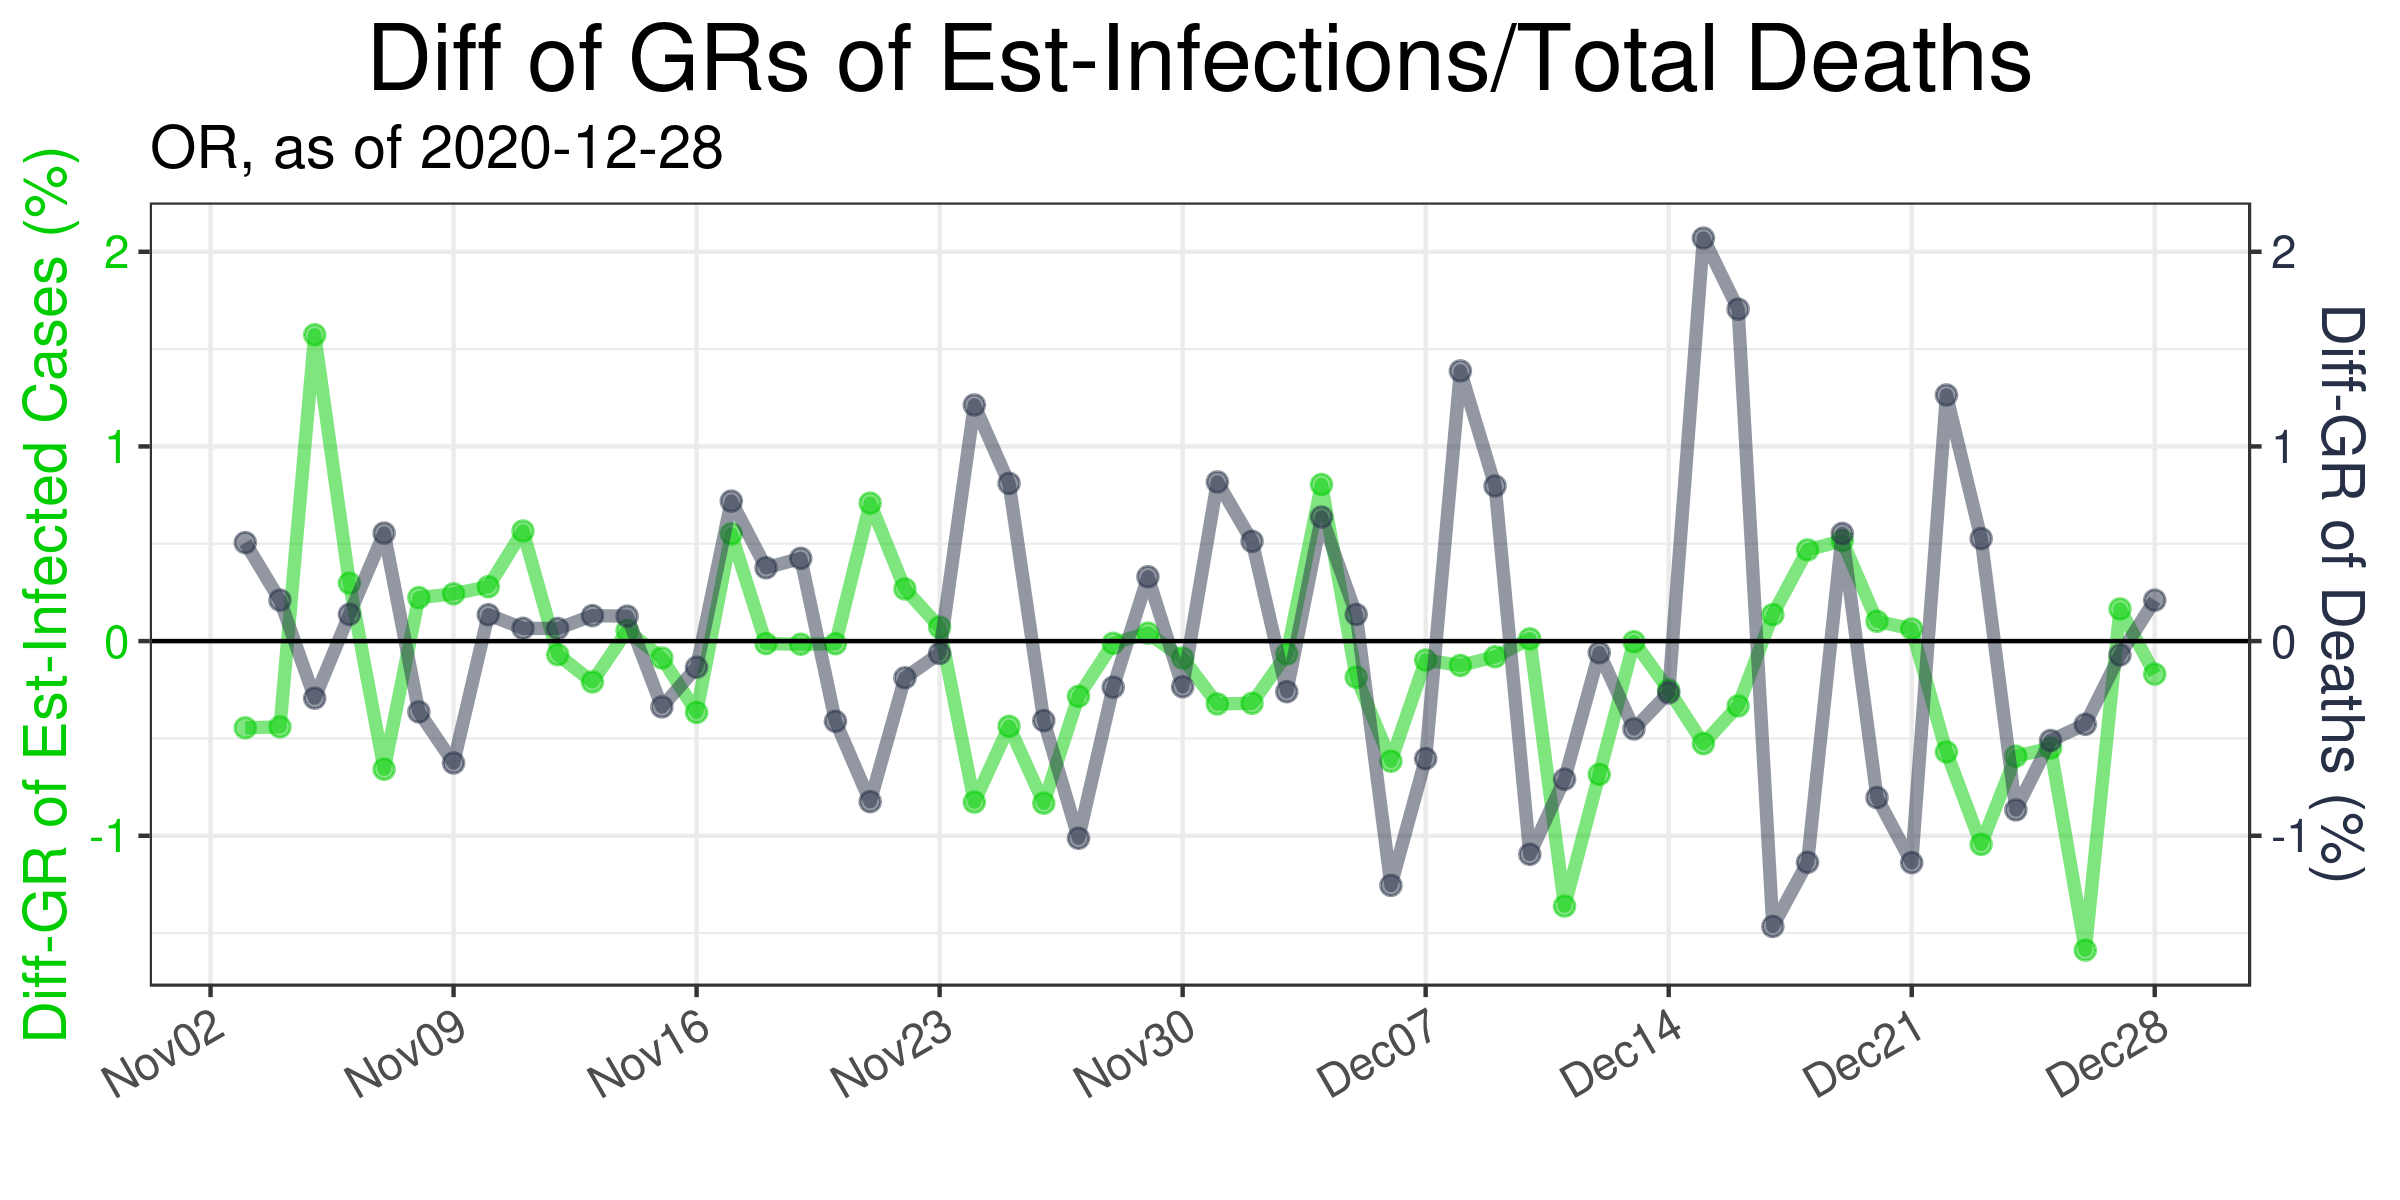 Diff of GRs of Est-Infections/Total Deaths
OR, as of 2020-12-28
Diff-GR of Est-Infected Cases (%)
2
1
0
-1
2
1
0
-1
Diff-GR of Deaths (%)
Nov02
Nov09
Nov16
Nov23
Nov30
Dec07
Dec14
Dec21
Dec28